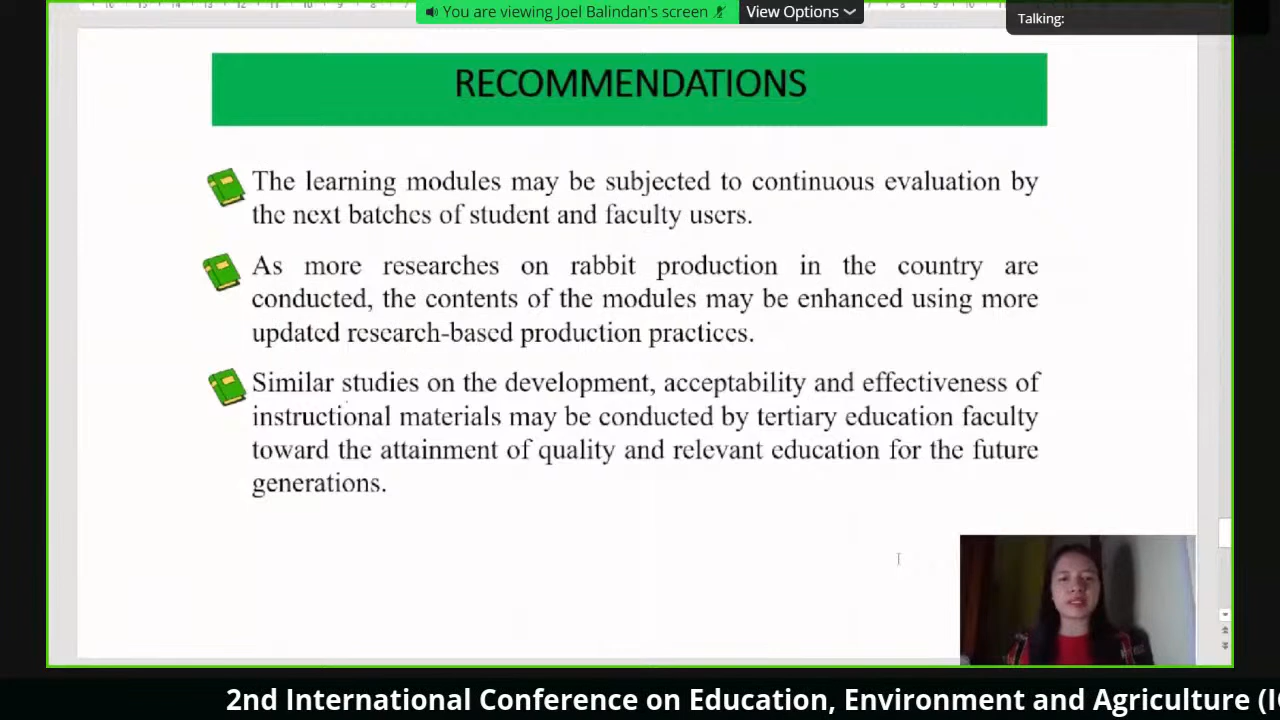 You are viewing Joel Balindan's screen
View Options
Talking:
RECOMMENDATIONS
The learning modules may be subjected to continuous evaluation by
the next batches of student and faculty users.
As more researches on rabbit production in the country are
conducted, the contents of the modules may be enhanced using more
updated research-based production practices.
Similar studies on the development, acceptability and effectiveness of
instructional materials may be conducted by tertiary education faculty
toward the attainment of quality and relevant education for the future
generations.
2nd International Conference on Education, Environment and Agriculture (I